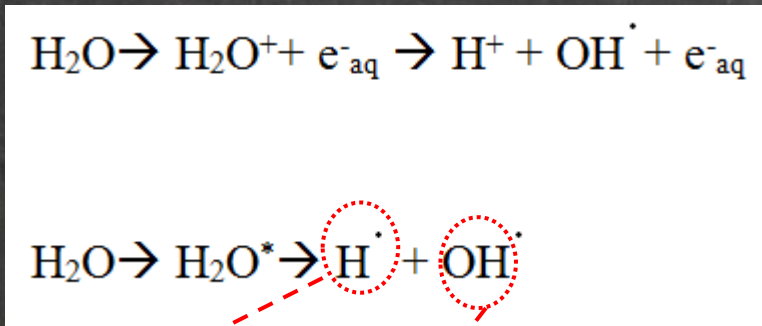 H₂O→ H₂O⁺+ e⁻aq → H⁺ + OH˙ + e⁻aq
H₂O→ H₂O*→ H˙ + OH˙